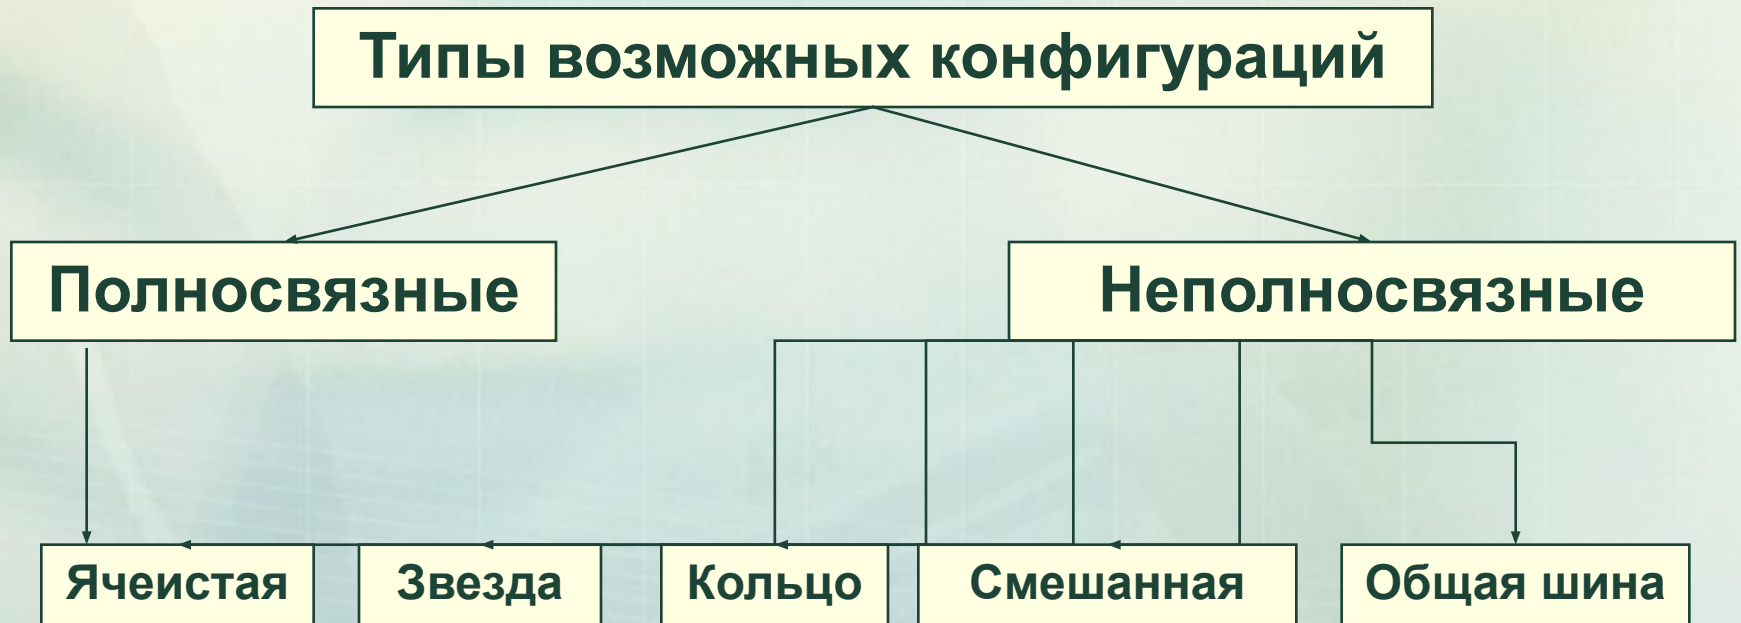 Типы возможных конфигураций
Полносвязные
Неполносвязные
Ячеистая
Звезда
Кольцо
Смешанная
Общая шина